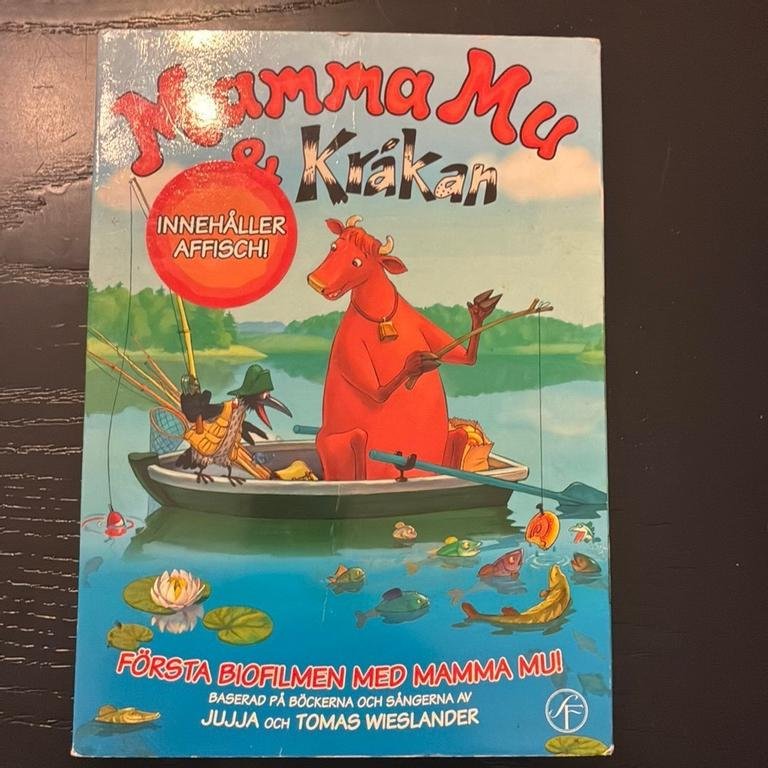 Mamma Mu
& Kråkan
INNEHÅLLER
AFFISCH!
FÖRSTA BIOFILMEN MED MAMMA MU!
BASERAD PÅ BÖCKERNA OCH SÅNGERNA AV
JUJJA OCH TOMAS WIESLANDER
SF